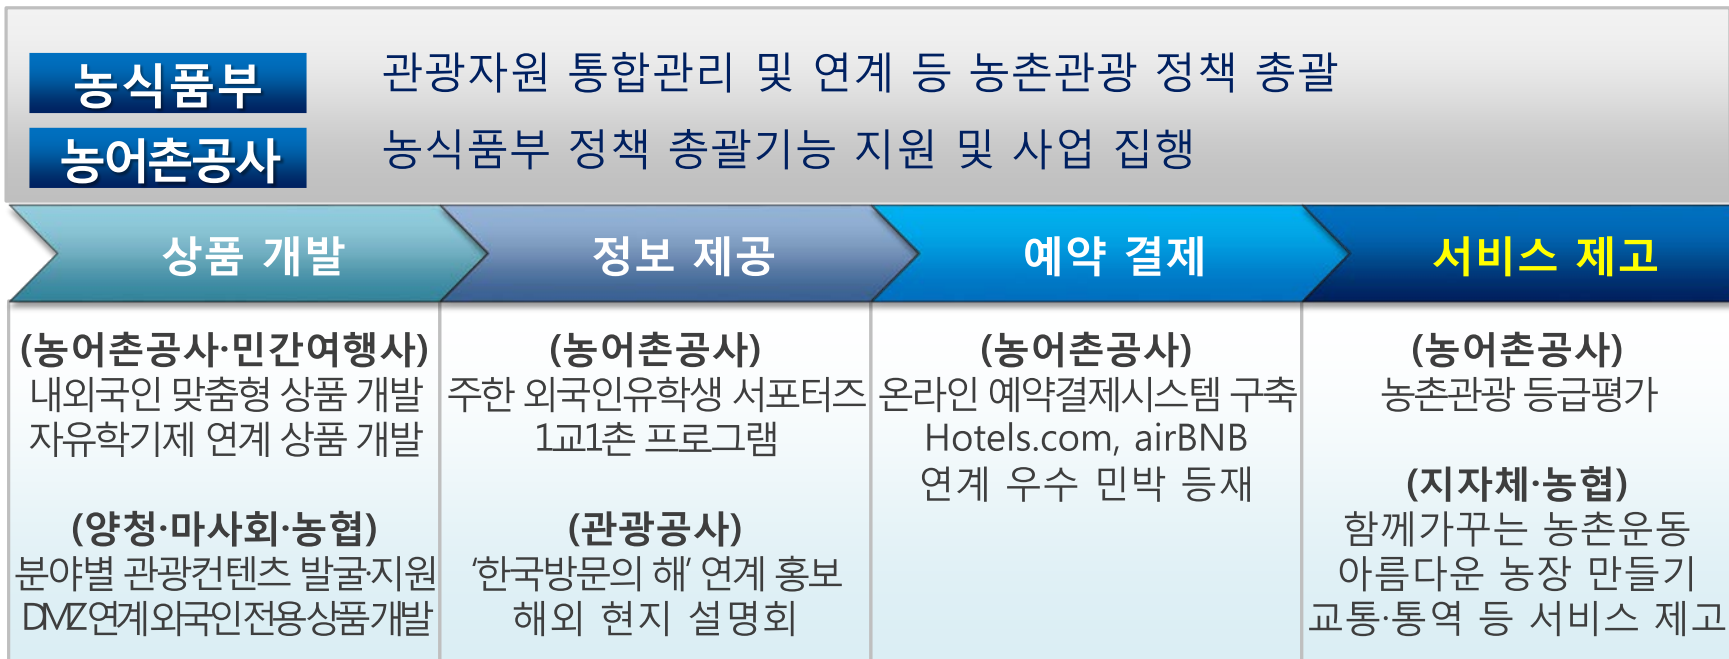 농식품부 관광자원 통합관리 및 연계 등 농촌관광 정책 총괄
농어촌공사 농식품부 정책 총괄기능 지원 및 사업 집행
상품 개발
정보 제공
예약 결제
서비스 제고
(농어촌공사·민간여행사)
내외국인 맞춤형 상품 개발
자유학기제 연계 상품 개발
(양청·마사회·농협)
분야별 관광컨텐츠 발굴·지원
DMZ연계외국인전용상품개발
(농어촌공사)
주한 외국인유학생 서포터즈
1교1촌 프로그램
(관광공사)
‘한국방문의 해’ 연계 홍보
해외 현지 설명회
(농어촌공사)
온라인 예약결제시스템 구축
Hotels.com, airBNB
연계 우수 민박 등재
(농어촌공사)
농촌관광 등급평가
(지자체·농협)
함께가꾸는 농촌운동
아름다운 농장 만들기
교통·통역 등 서비스 제고